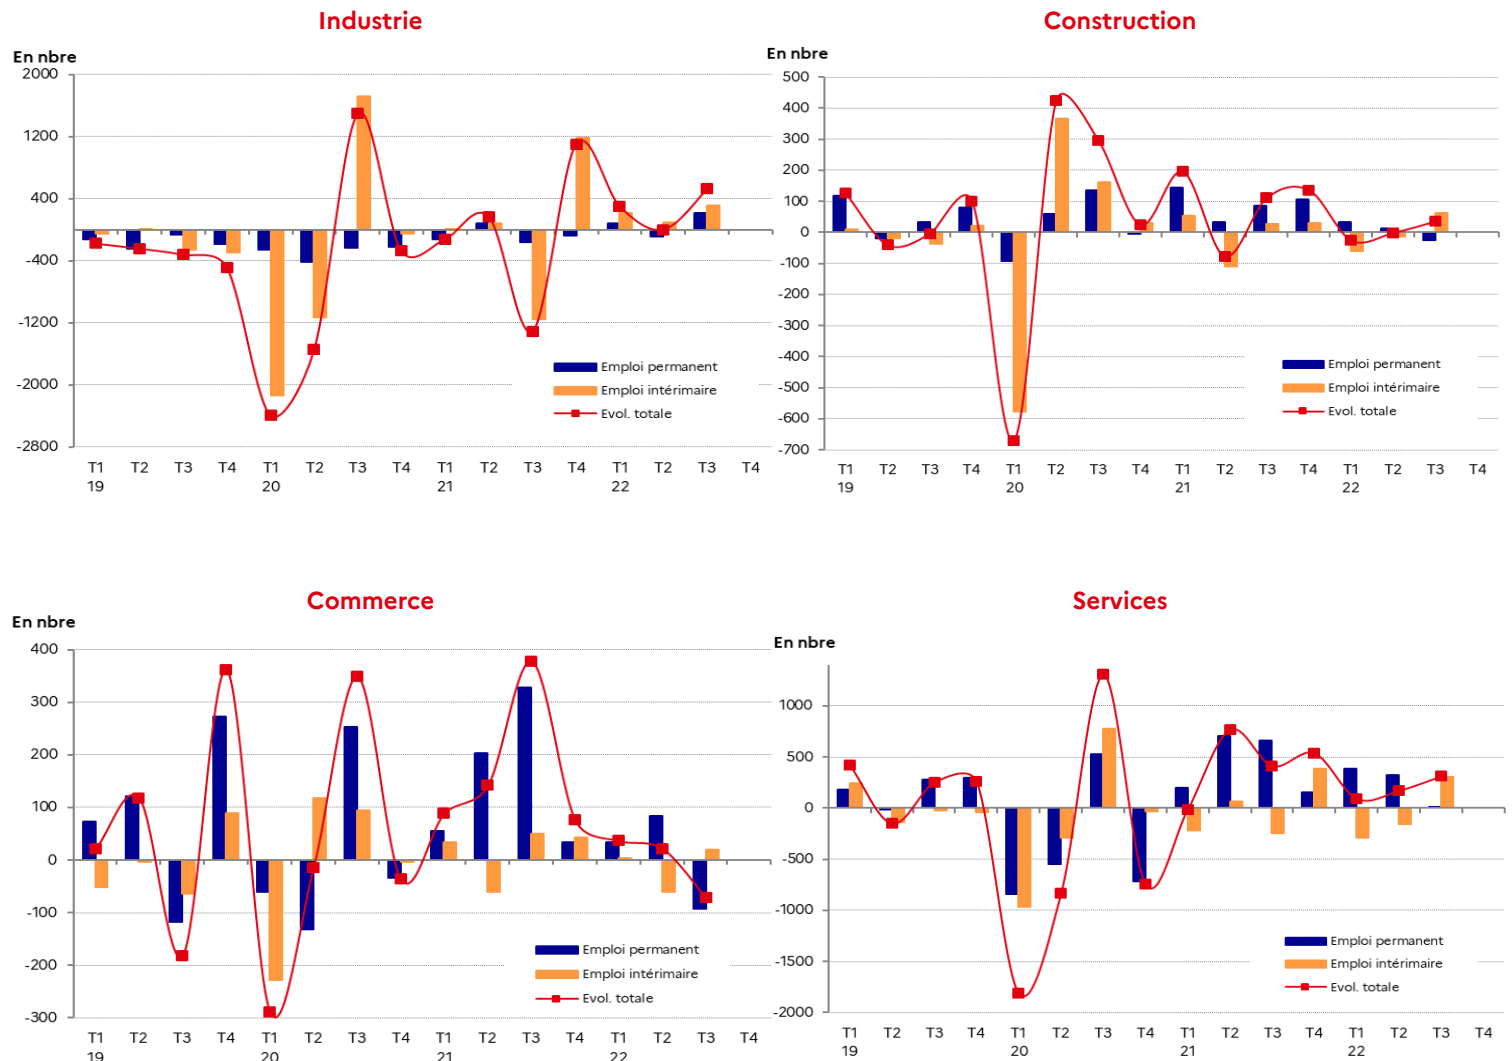 Industrie
En nbre
2000
1200
400
-400
-1200
-2000
-2800
Emploi permanent
Emploi intérimaire
Evol. totale
T1 T2 T3 T4 T1 T2 T3 T4 T1 T2 T3 T4 T1 T2 T3 T4
19 20 21 22
Construction
En nbre
500
400
300
200
100
0
-100
-200
-300
-400
-500
-600
-700
Emploi permanent
Emploi intérimaire
Evol. totale
T1 T2 T3 T4 T1 T2 T3 T4 T1 T2 T3 T4 T1 T2 T3 T4
19 20 21 22
Commerce
En nbre
400
300
200
100
0
-100
-200
-300
Emploi permanent
Emploi intérimaire
Evol. totale
T1 T2 T3 T4 T1 T2 T3 T4 T1 T2 T3 T4 T1 T2 T3 T4
19 20 21 22
Services
En nbre
1000
500
0
-500
-1000
-1500
-2000
Emploi permanent
Emploi intérimaire
Evol. totale
T1 T2 T3 T4 T1 T2 T3 T4 T1 T2 T3 T4 T1 T2 T3 T4
19 20 21 22